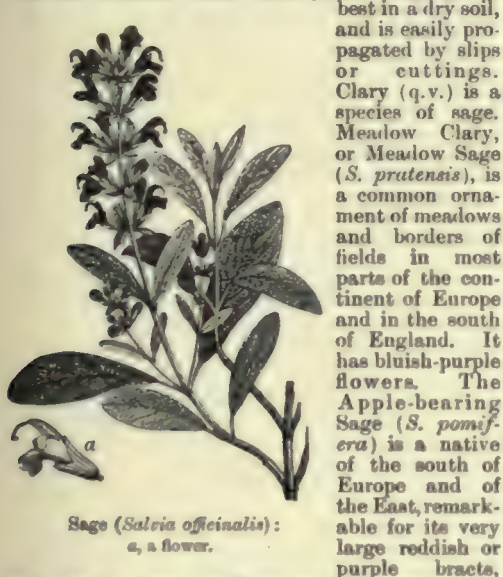 best in a dry soil,
and is easily pro-
pagated by slips
or cuttings.
Clary (q.v.) is a
species of sage.
Meadow Clary,
or Meadow Sage
(S. pratensis), is
a common orna-
ment of meadows
and borders of
fields in most
parts of the con-
tinent of Europe
and in the south
of England. It
has bluish-purple
flowers. The
Apple-bearing
Sage (S. pomif-
era) is a native
of the south of
Europe and of
the East, remark-
able for its very
large reddish or
purple bracts,
a
Sage (Salvia officinalis):
a, a flower.